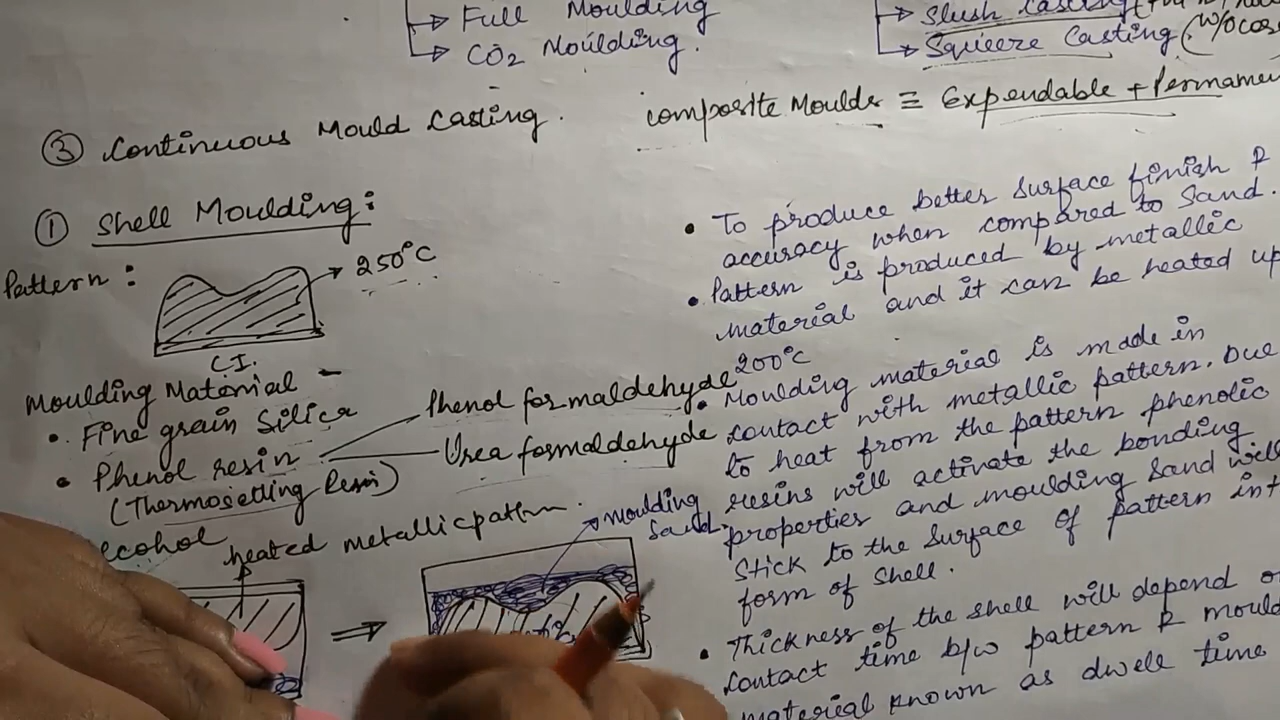 Full Moulding
CO2 Moulding.
Slush Casting
Squeeze Casting (w/o
③ Continuous Mould Casting.
Composite Moulds ≡ Expendable +
① Shell Moulding:
Pattern:
250°C
C.I.
Moulding Material -
• Fine grain Silica
• Phenol resin
(Thermosetting Resin)
Phenol formaldehyde
Urea formaldehyde
heated metallic pattern.
moulding
sand.
• To produce better surface finish &
accuracy when compared to Sand.
• Pattern is produced by metallic
material and it can be heated up
200°C
• Moulding material is made in
contact with metallic pattern. Due
to heat from the pattern phenolic
resins will activate the bonding
properties and moulding sand will
stick to the surface of pattern int
form of shell.
• Thickness of the shell will depend
contact time b/w pattern & mould
material known as dwell time